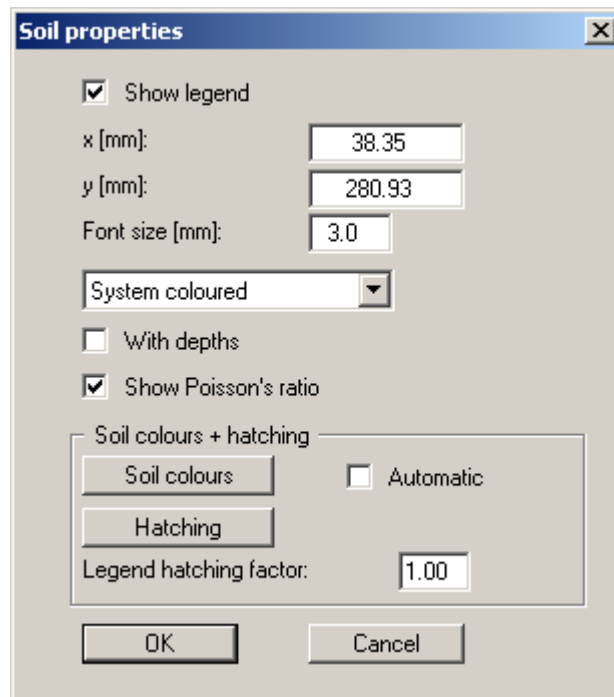 Soil properties
Show legend
x [mm]: 38.35
y [mm]: 280.93
Font size [mm]: 3.0
System coloured
With depths
Show Poisson's ratio
Soil colours + hatching
Soil colours Automatic
Hatching
Legend hatching factor: 1.00
OK Cancel